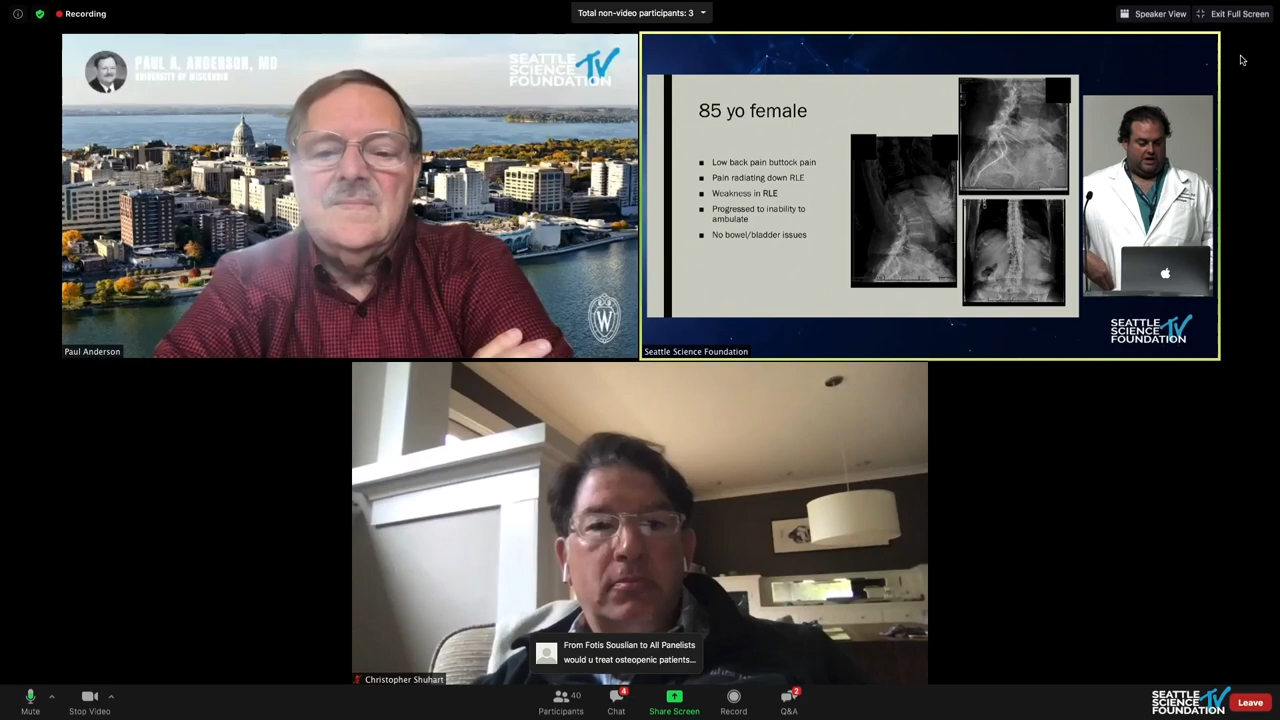 Recording
Total non-video participants: 3
Speaker View
Exit Full Screen
PAUL A. ANDERSON, MD
UNIVERSITY OF WISCONSIN
SEATTLE
SCIENCE
FOUNDATION
TV
W
Paul Anderson
85 yo female
Low back pain buttock pain
Pain radiating down RLE
Weakness in RLE
Progressed to inability to
ambulate
No bowel/bladder issues
SEATTLE
SCIENCE
FOUNDATION
TV
Seattle Science Foundation
From Fotis Souslian to All Panelists
would u treat osteopenic patients...
Christopher Shuhart
Mute
Stop Video
40
Participants
4
Chat
Share Screen
Record
2
Q&A
SEATTLE
SCIENCE
FOUNDATION
TV
Leave